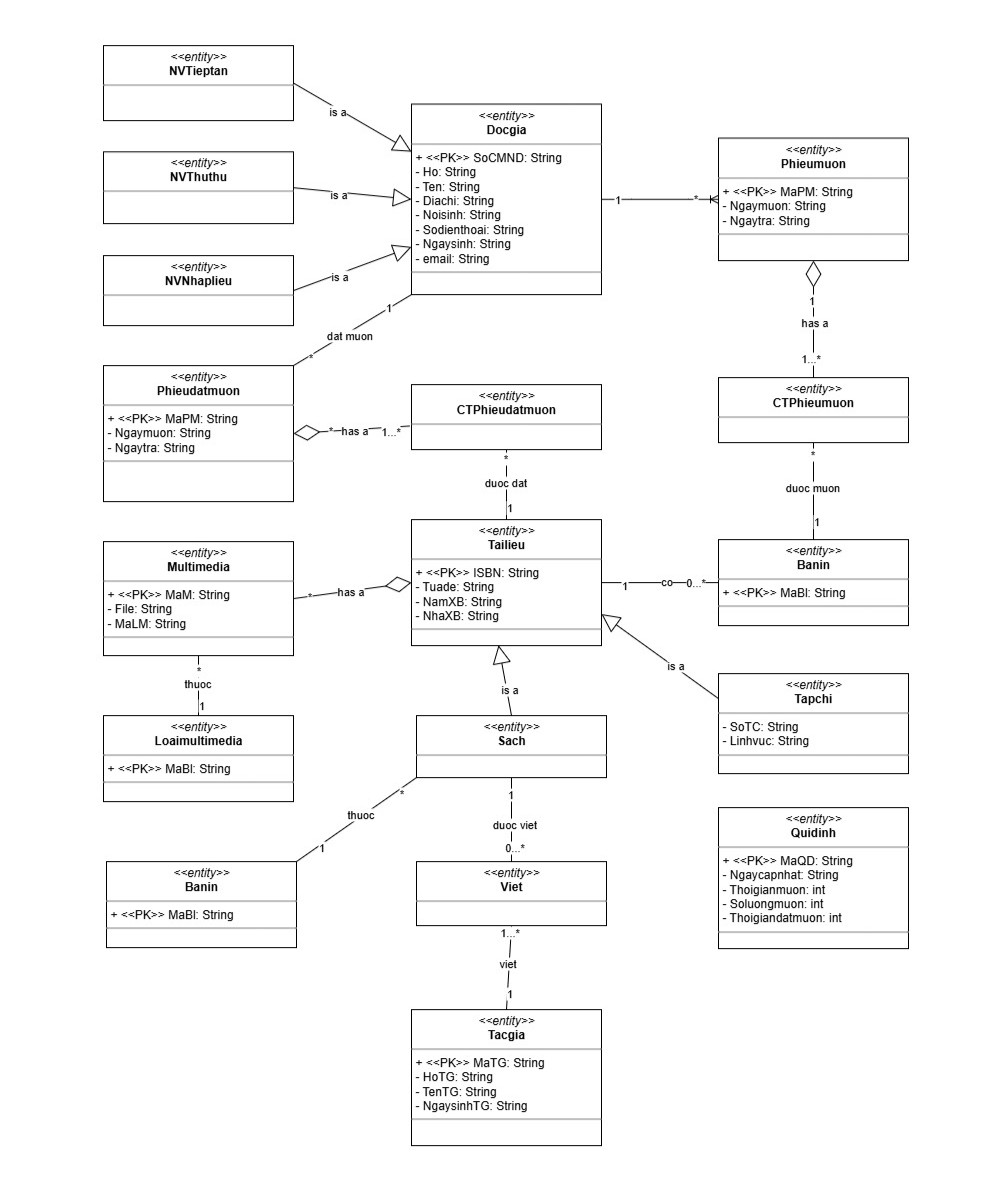 <<entity>>
NVTieptan
is a
<<entity>>
NVThuthu
is a
<<entity>>
NVNhaplieu
is a
<<entity>>
Docgia
+ <<PK>> SoCMND: String
- Ho: String
- Ten: String
- Diachi: String
- Noisinh: String
- Sodienthoai: String
- Ngaysinh: String
- email: String
1
*
<<entity>>
Phieumuon
+ <<PK>> MaPM: String
- Ngaymuon: String
- Ngaytra: String
1
has a
1...*
1
dat muon
*
<<entity>>
Phieudatmuon
+ <<PK>> MaPM: String
- Ngaymuon: String
- Ngaytra: String
*
has a
1...*
<<entity>>
CTPhieudatmuon
*
duoc dat
1
<<entity>>
CTPhieumuon
*
duoc muon
1
<<entity>>
Multimedia
+ <<PK>> MaM: String
- File: String
- MaLM: String
*
has a
<<entity>>
Tailieu
+ <<PK>> ISBN: String
- Tuade: String
- NamXB: String
- NhaXB: String
1
co
0...*
<<entity>>
Banin
+ <<PK>> MaBI: String
*
thuoc
1
<<entity>>
Loaimultimedia
+ <<PK>> MaBI: String
is a
<<entity>>
Sach
is a
<<entity>>
Tapchi
- SoTC: String
- Linhvuc: String
*
thuoc
1
1
duoc viet
0...*
<<entity>>
Quidinh
+ <<PK>> MaQD: String
- Ngaycapnhat: String
- Thoigianmuon: int
- Soluongmuon: int
- Thoigiandatmuon: int
<<entity>>
Banin
+ <<PK>> MaBI: String
<<entity>>
Viet
1...*
viet
1
<<entity>>
Tacgia
+ <<PK>> MaTG: String
- HoTG: String
- TenTG: String
- NgaysinhTG: String